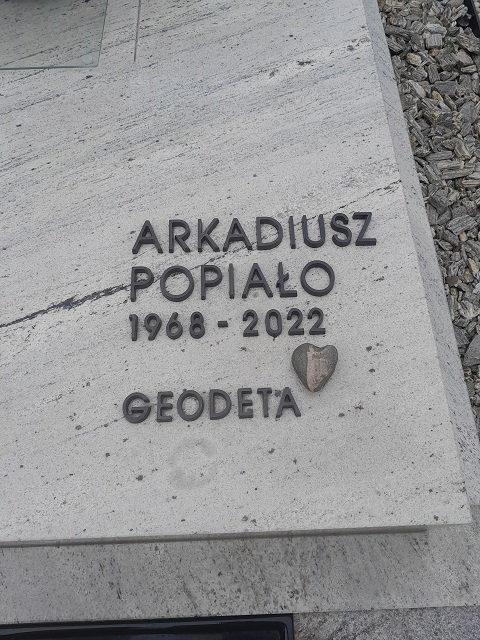 ARKADIUSZ
POPIAŁO
1968 - 2022
GEODETA